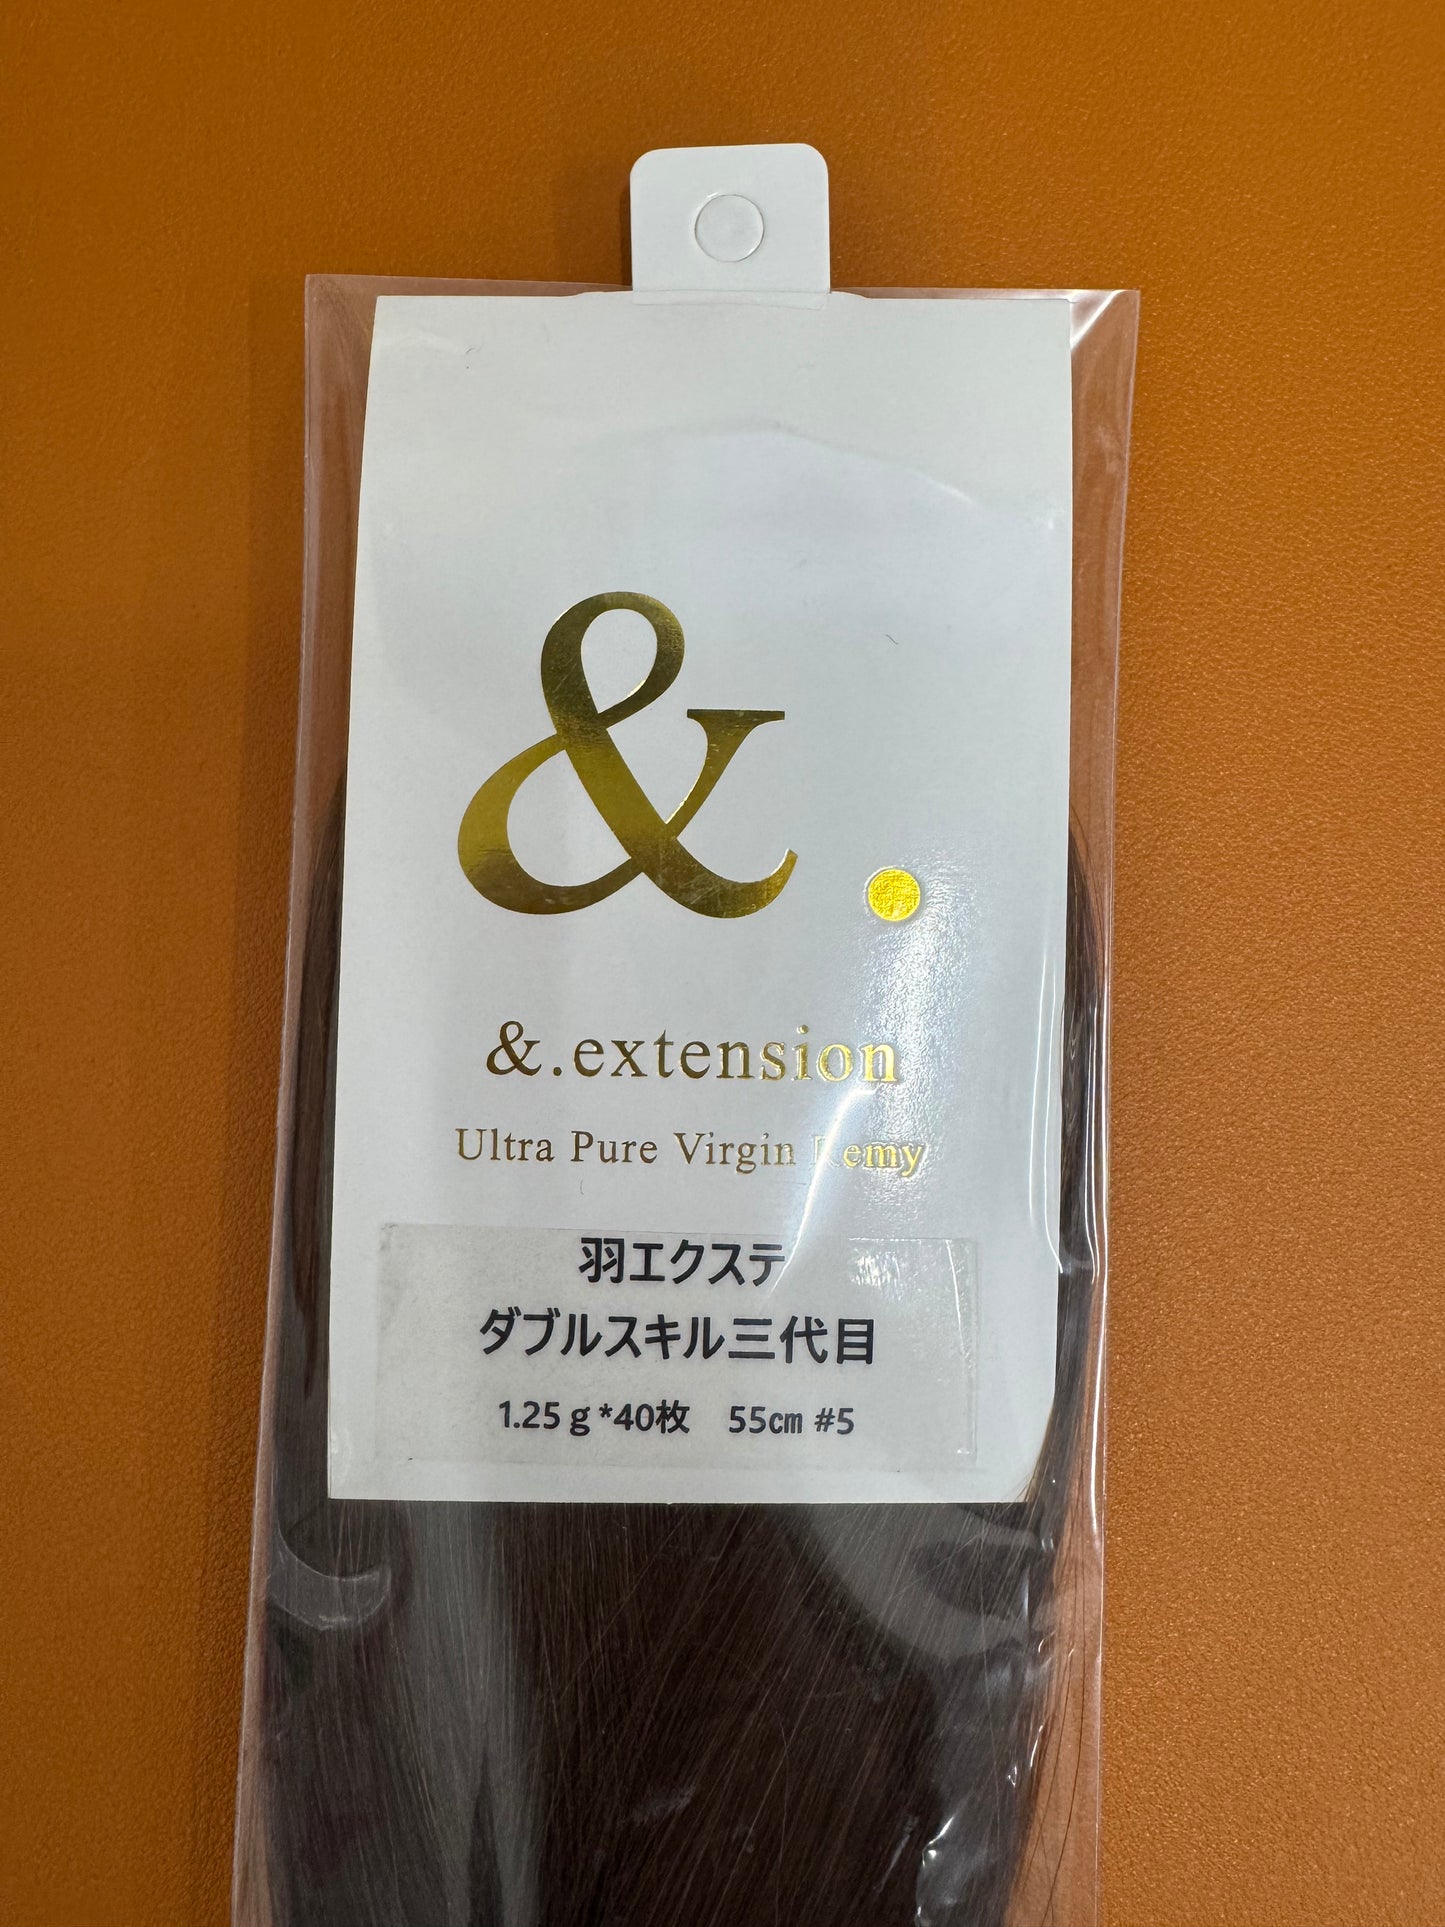 &.
&.extension
Ultra Pure Virgin Remy
羽エクステ
ダブルスキル三代目
1.25ｇ*40枚　55㎝ #5